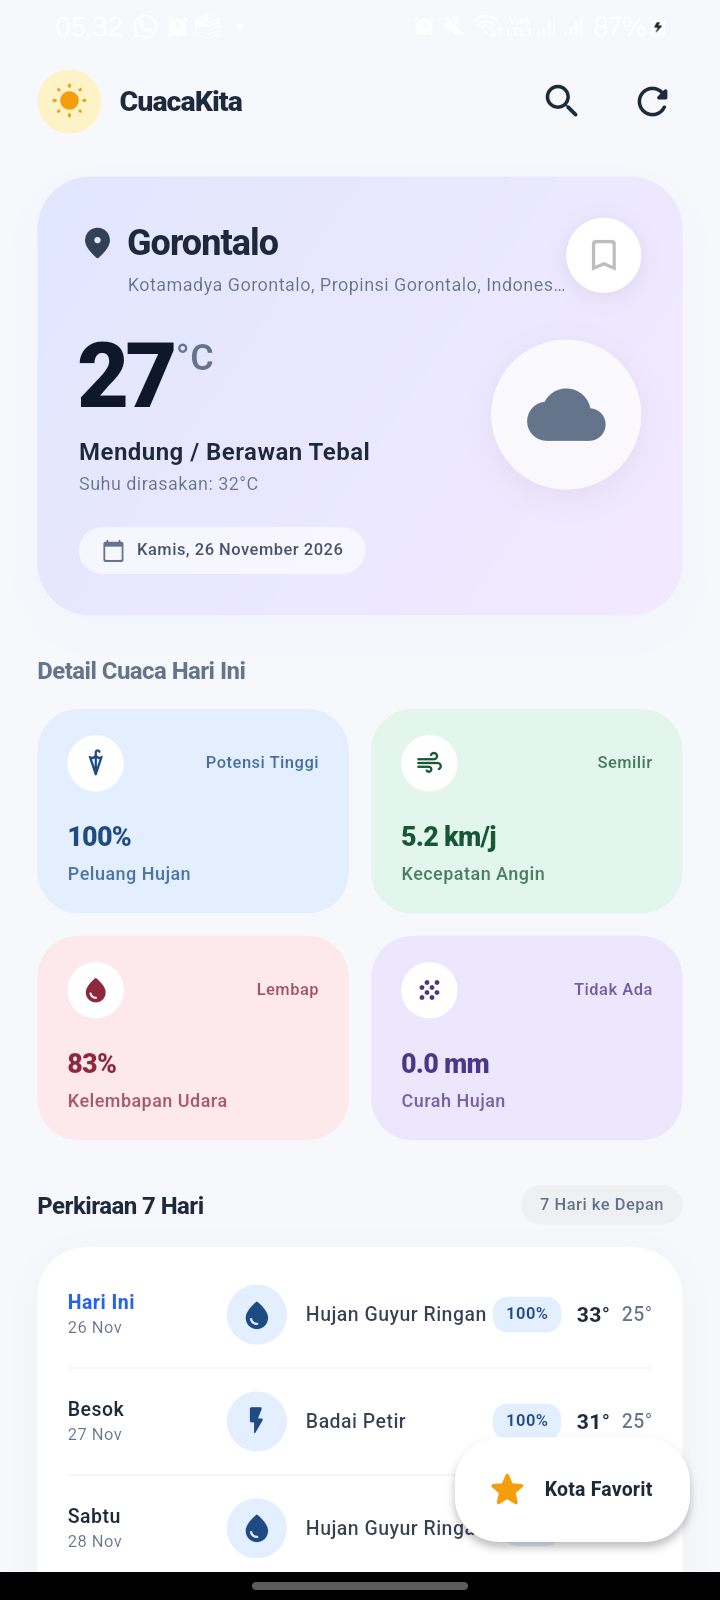 05.32
87%
CuacaKita
Gorontalo
Kotamadya Gorontalo, Propinsi Gorontalo, Indones…
27°C
Mendung / Berawan Tebal
Suhu dirasakan: 32°C
Kamis, 26 November 2026
Detail Cuaca Hari Ini
Potensi Tinggi
100%
Peluang Hujan
Semilir
5.2 km/j
Kecepatan Angin
Lembap
83%
Kelembapan Udara
Tidak Ada
0.0 mm
Curah Hujan
Perkiraan 7 Hari
7 Hari ke Depan
Hari Ini
26 Nov
Hujan Guyur Ringan 100% 33° 25°
Besok
27 Nov
Badai Petir 100% 31° 25°
Sabtu
28 Nov
Hujan Guyur
Kota Favorit